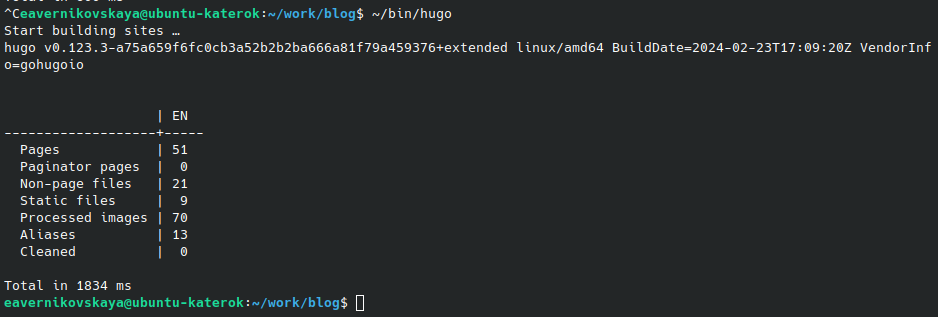 ^Ceavernikovskaya@ubuntu-katerok:~/work/blog$ ~/bin/hugo
Start building sites …
hugo v0.123.3-a75a659f6fc0cb3a52b2b2ba666a81f79a459376+extended linux/amd64 BuildDate=2024-02-23T17:09:20Z VendorInf
o=gohugoio
                   | EN
-------------------+-----
  Pages            | 51
  Paginator pages  |  0
  Non-page files   | 21
  Static files     |  9
  Processed images | 70
  Aliases          | 13
  Cleaned          |  0
Total in 1834 ms
eavernikovskaya@ubuntu-katerok:~/work/blog$